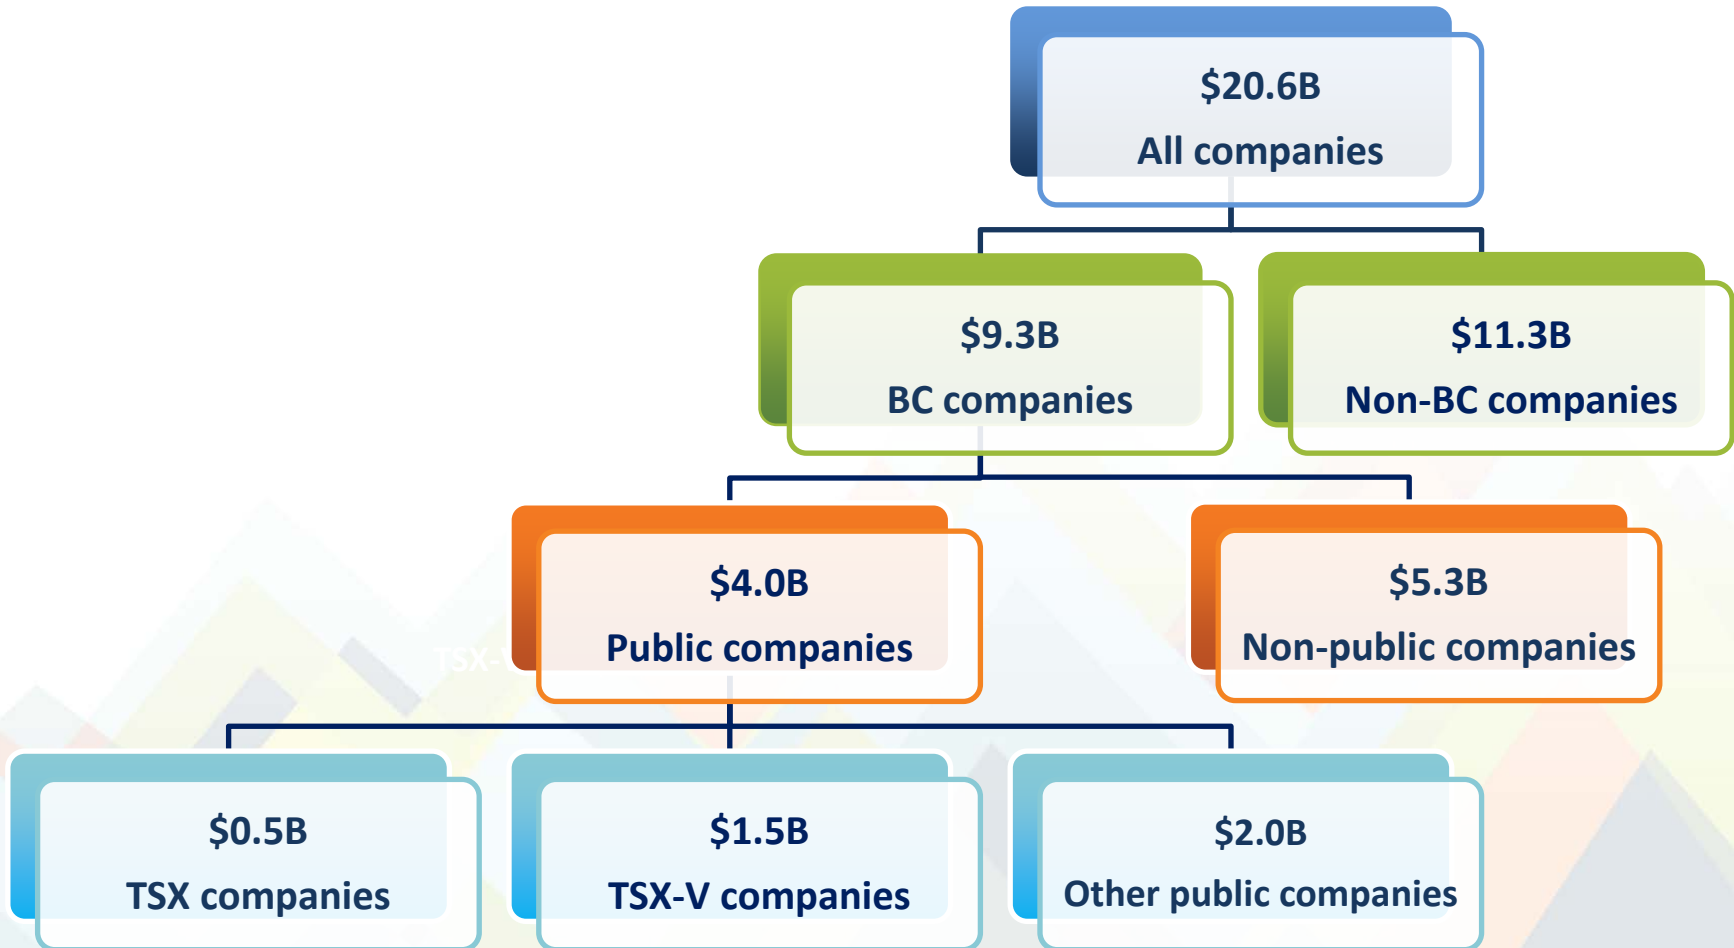 $20.6B
All companies
$9.3B
BC companies
$11.3B
Non-BC companies
$4.0B
Public companies
$5.3B
Non-public companies
TSX-V
$0.5B
TSX companies
$1.5B
TSX-V companies
$2.0B
Other public companies